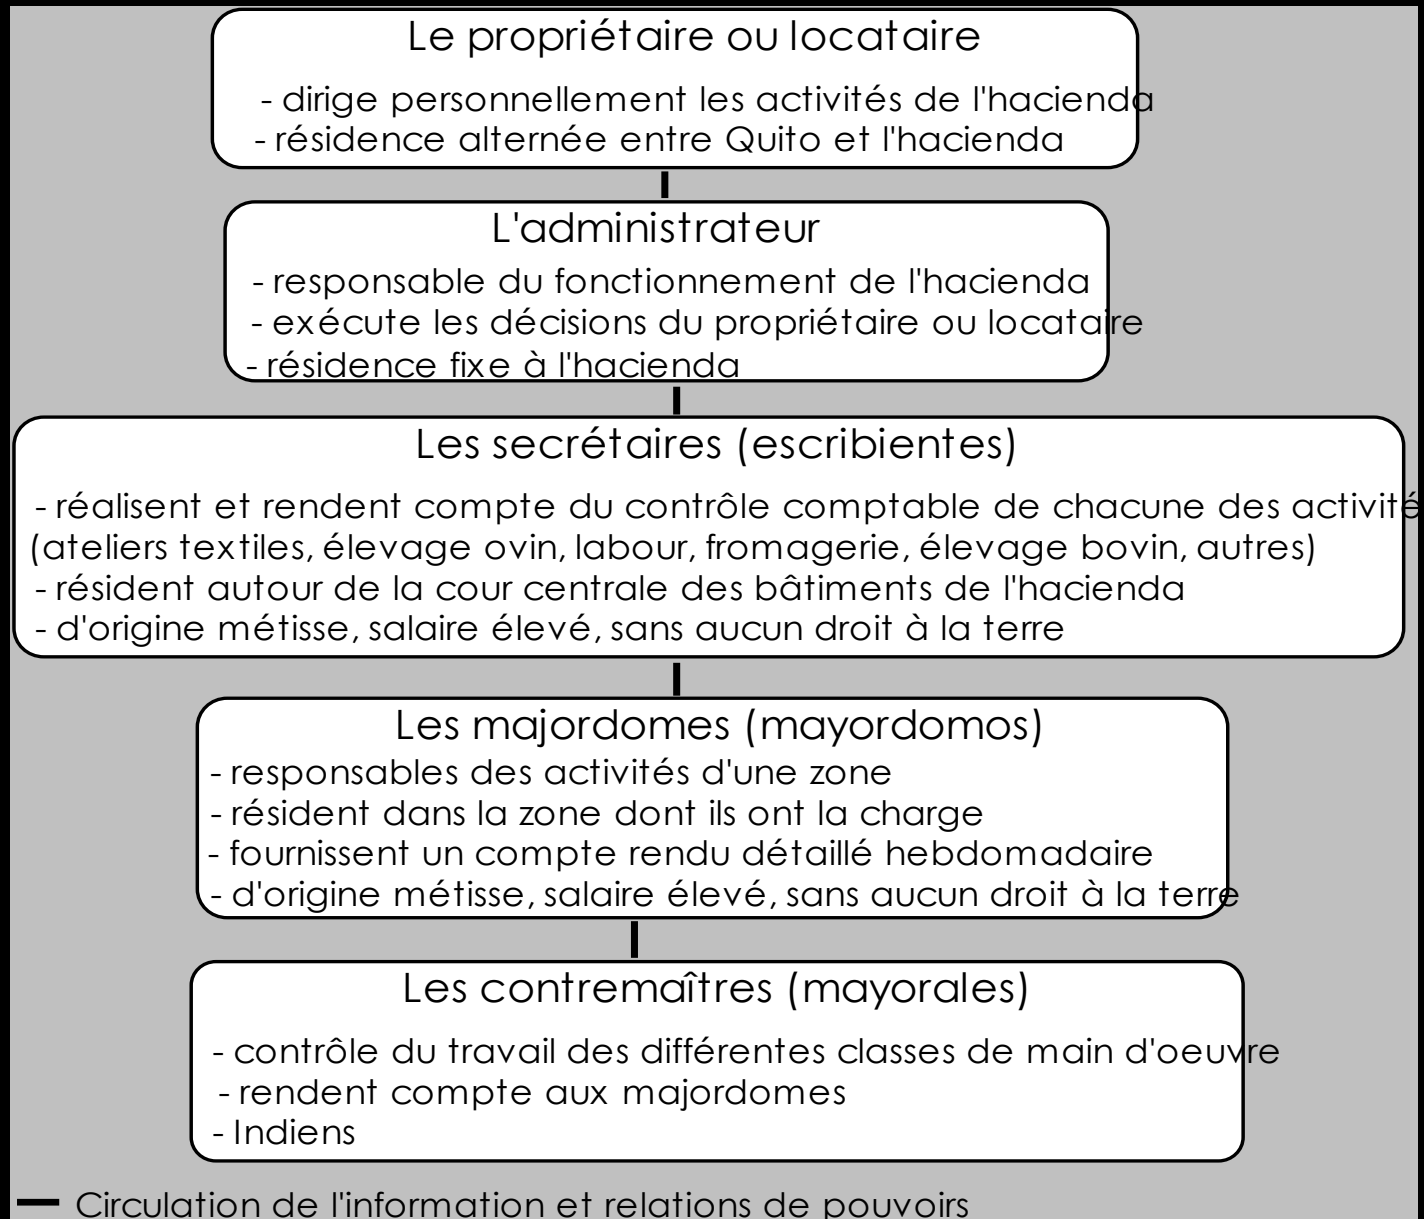 Le propriétaire ou locataire
- dirige personnellement les activités de l'hacienda
- résidence alternée entre Quito et l'hacienda
L'administrateur
- responsable du fonctionnement de l'hacienda
- exécute les décisions du propriétaire ou locataire
- résidence fixe à l'hacienda
Les secrétaires (escribientes)
- réalisent et rendent compte du contrôle comptable de chacune des activité
(ateliers textiles, élevage ovin, labour, fromagerie, élevage bovin, autres)
- résident autour de la cour centrale des bâtiments de l'hacienda
- d'origine métisse, salaire élevé, sans aucun droit à la terre
Les majordomes (mayordomos)
- responsables des activités d'une zone
- résident dans la zone dont ils ont la charge
- fournissent un compte rendu détaillé hebdomadaire
- d'origine métisse, salaire élevé, sans aucun droit à la terre
Les contremaîtres (mayorales)
- contrôle du travail des différentes classes de main d'oeuvre
- rendent compte aux majordomes
- Indiens
Circulation de l'information et relations de pouvoirs